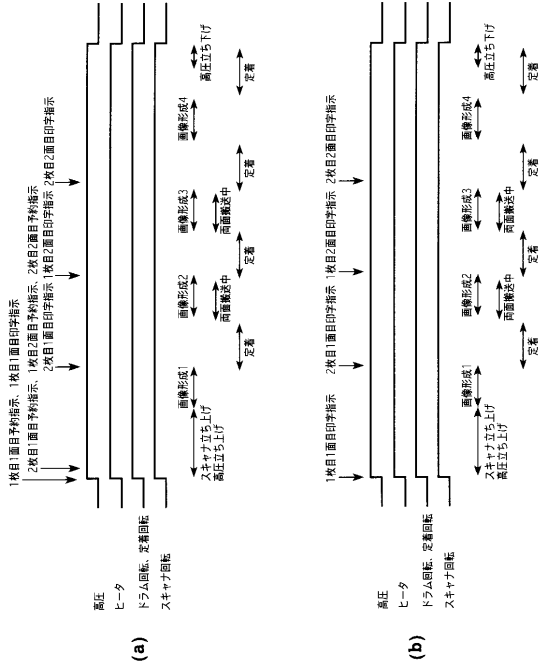 (a)
1枚目1面目予約指示、1枚目1面目印字指示
2枚目1面目予約指示、1枚目2面目予約指示、2枚目2面目予約指示
2枚目1面目印字指示 1枚目2面目印字指示 2枚目2面目印字指示
高圧
ヒータ
ドラム回転、定着回転
スキャナ回転
画像形成1
画像形成2
画像形成3
画像形成4
高圧立ち下げ
スキャナ立ち上げ
高圧立ち上げ
両面搬送中
両面搬送中
定着
定着
定着
定着
(b)
1枚目1面目印字指示
2枚目1面目印字指示
1枚目2面目印字指示
2枚目2面目印字指示
高圧
ヒータ
ドラム回転、定着回転
スキャナ回転
画像形成1
画像形成2
画像形成3
画像形成4
高圧立ち下げ
スキャナ立ち上げ
高圧立ち上げ
両面搬送中
両面搬送中
定着
定着
定着
定着